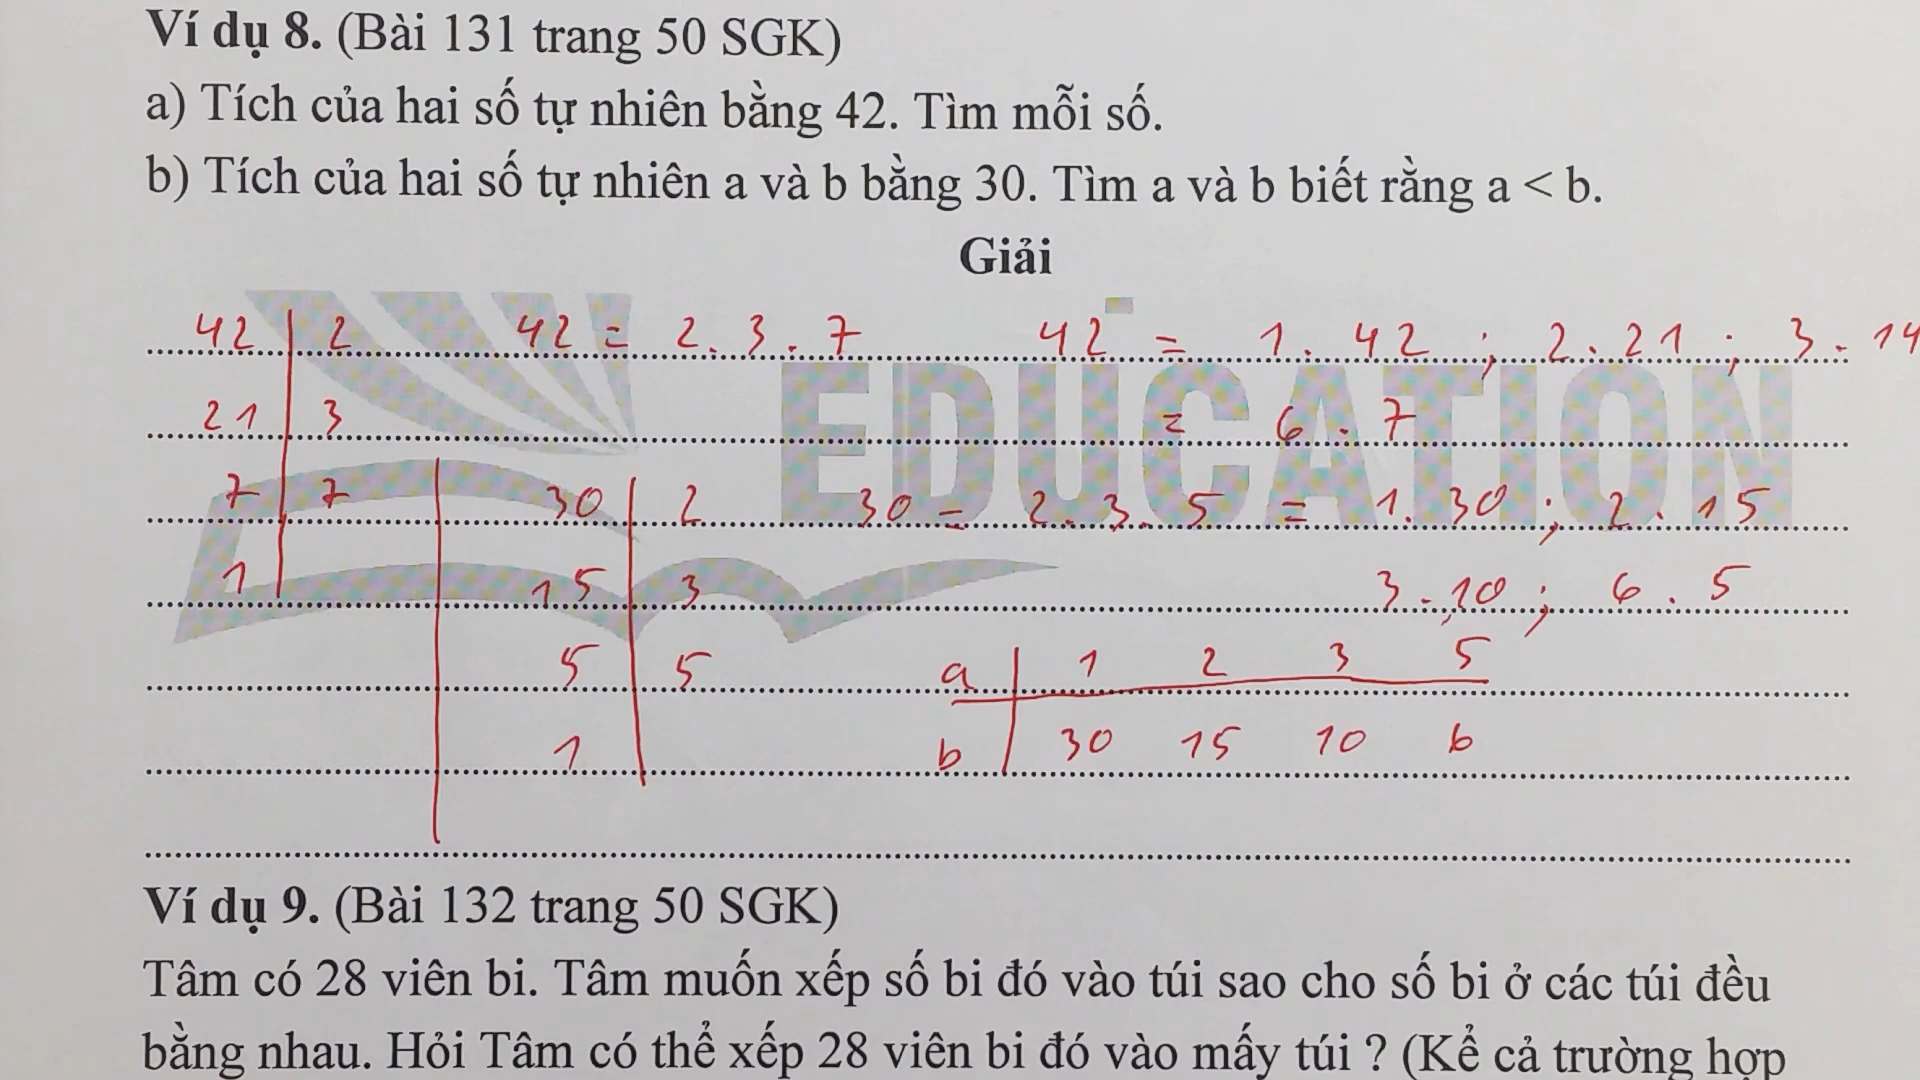 Ví dụ 8. (Bài 131 trang 50 SGK)
a) Tích của hai số tự nhiên bằng 42. Tìm mỗi số.
b) Tích của hai số tự nhiên a và b bằng 30. Tìm a và b biết rằng a < b.
Giải
EDUCATION
42 | 2 42 = 2 . 3 . 7 42 = 1 . 42 ; 2 . 21 ; 3 . 14
21 | 3 = 6 . 7
7 | 7 30 | 2 30 = 2 . 3 . 5 = 1 . 30 ; 2 . 15
1 15 | 3 3 . 10 ; 6 . 5
5 | 5 a | 1 2 3 5
1 b | 30 15 10 6
Ví dụ 9. (Bài 132 trang 50 SGK)
Tâm có 28 viên bi. Tâm muốn xếp số bi đó vào túi sao cho số bi ở các túi đều
bằng nhau. Hỏi Tâm có thể xếp 28 viên bi đó vào mấy túi ? (Kể cả trường hợp